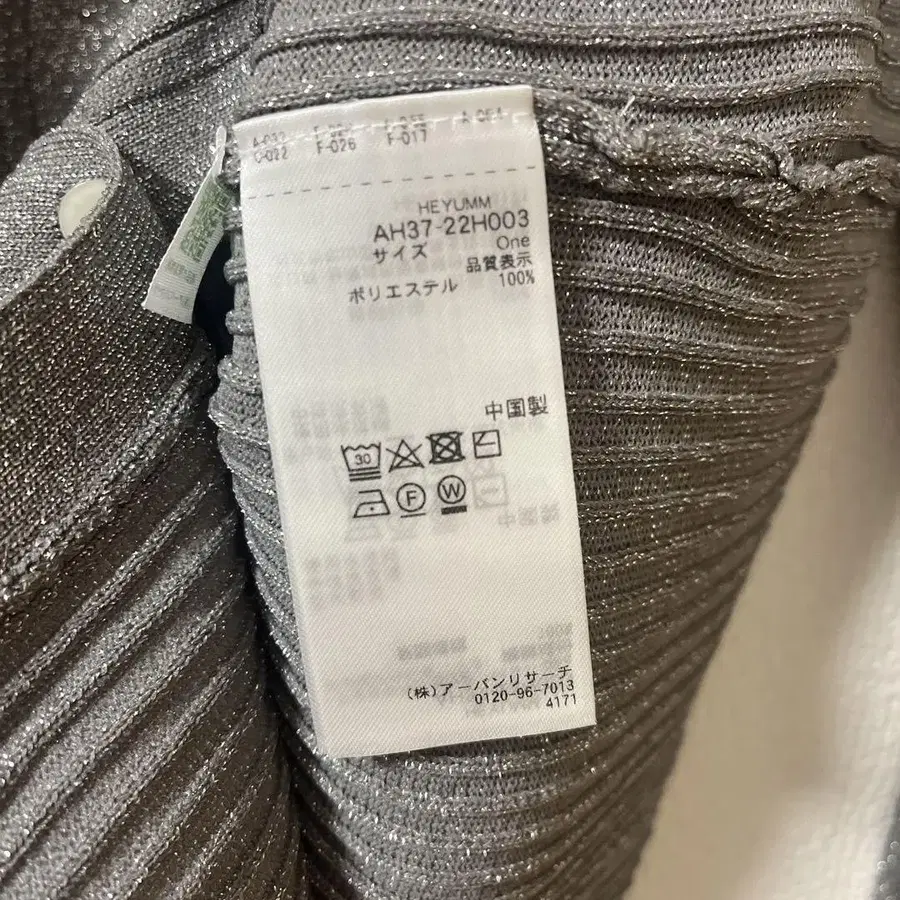 C-022 F-026 F-017
HEYUMM
AH37-22H003
サイズ One
品質表示
ポリエステル 100%
中国製
30
F W
(株)アーバンリサーチ
0120-96-7013
4171